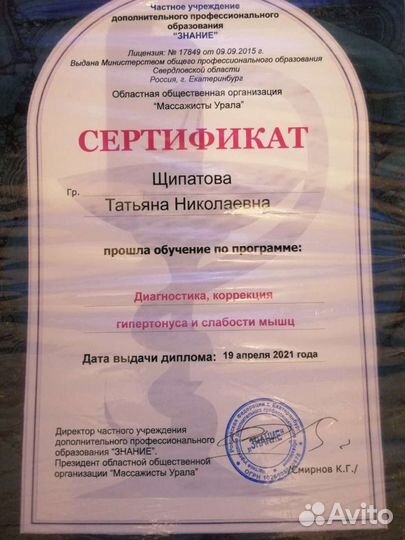 Частное учреждение
дополнительного профессионального
образования
"ЗНАНИЕ"
Лицензия: № 17849 от 09.09.2015 г.
Выдана Министерством общего профессионального образования
Свердловской области
Россия, г. Екатеринбург
Областная общественная организация
"Массажисты Урала"
СЕРТИФИКАТ
Щипатова
Гр.
Татьяна Николаевна
прошла обучение по программе:
Диагностика, коррекция
гипертонуса и слабости мышц
Дата выдачи диплома: 19 апреля 2021 года
Директор частного учреждения
дополнительного профессионального
образования "ЗНАНИЕ".
Президент областной общественной
организации "Массажисты Урала"
"ЗНАНИЕ"
/Смирнов К.Г./
Avito